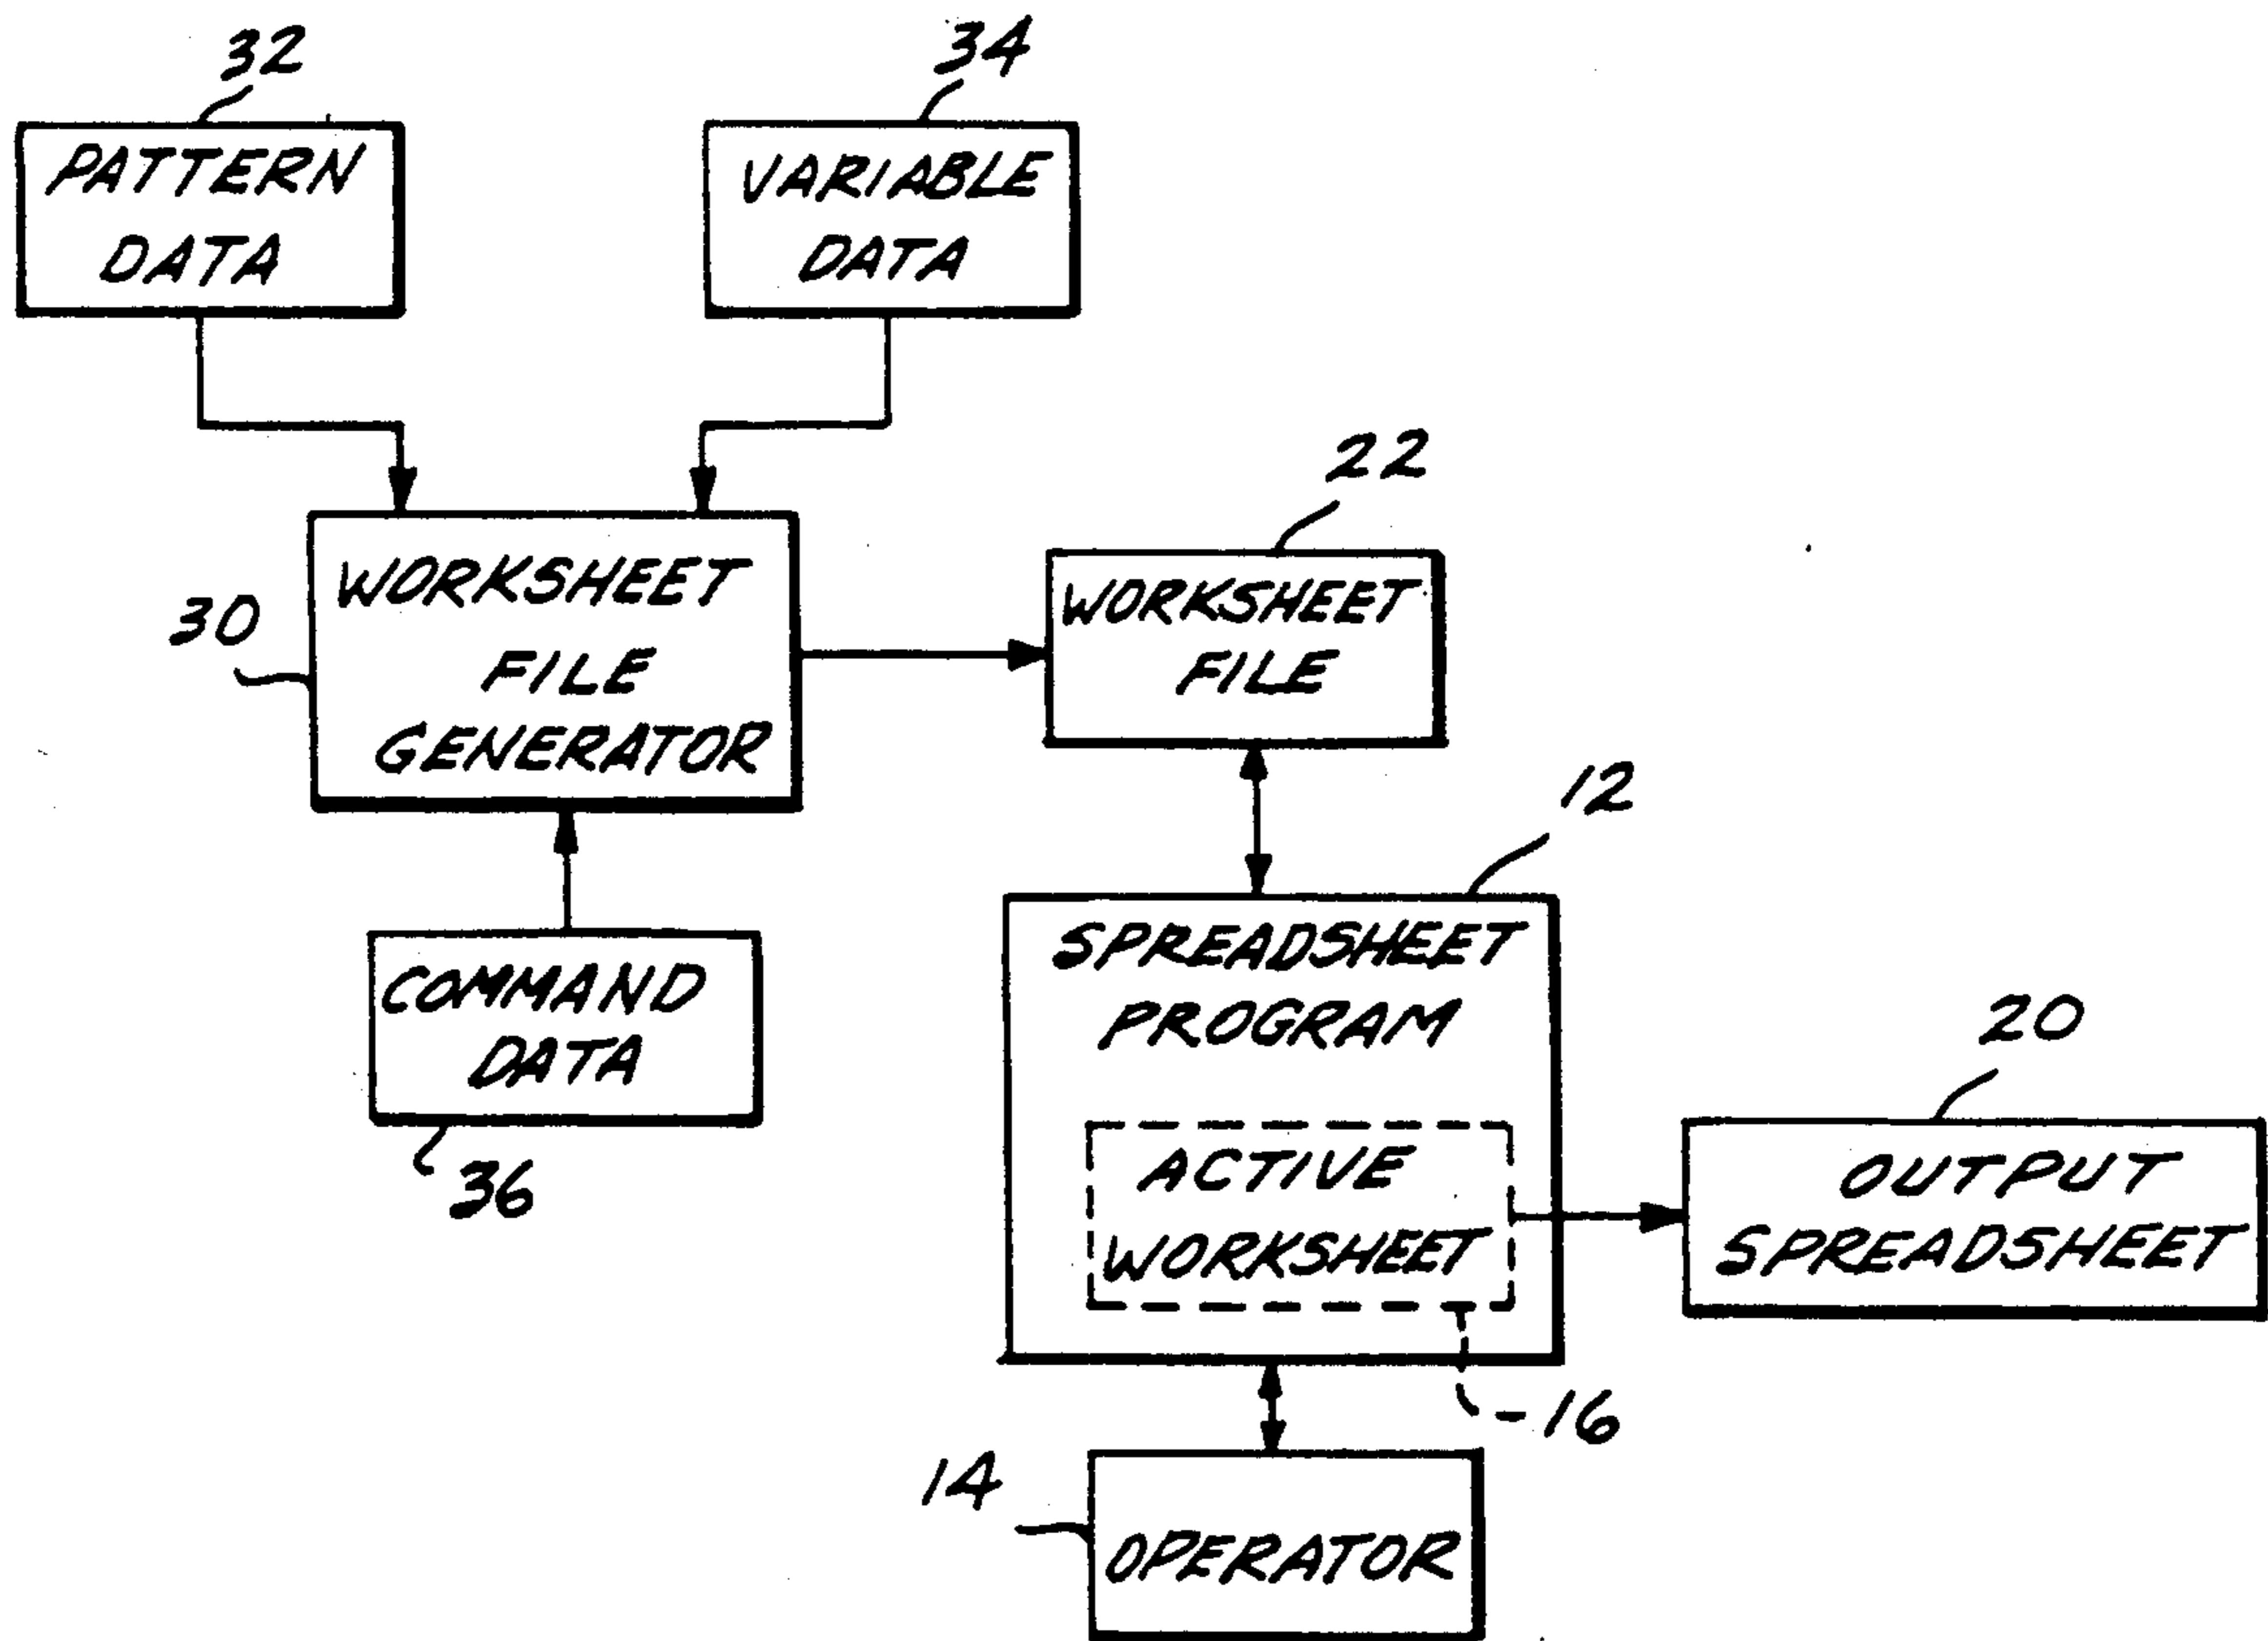 32
34
PATTERN
DATA
VARIABLE
DATA
22
30
WORKSHEET
FILE
GENERATOR
WORKSHEET
FILE
12
COMMAND
DATA
36
SPREADSHEET
PROGRAM
20
ACTIVE
WORKSHEET
OUTPUT
SPREADSHEET
16
14
OPERATOR